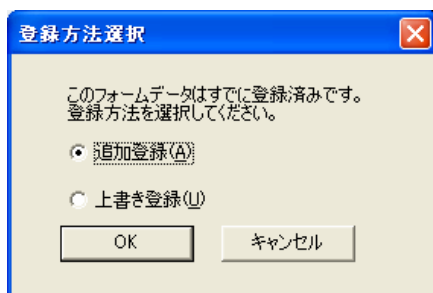 登録方法選択
このフォームデータはすでに登録済みです。
登録方法を選択してください。
追加登録(A)
上書き登録(U)
OK
キャンセル